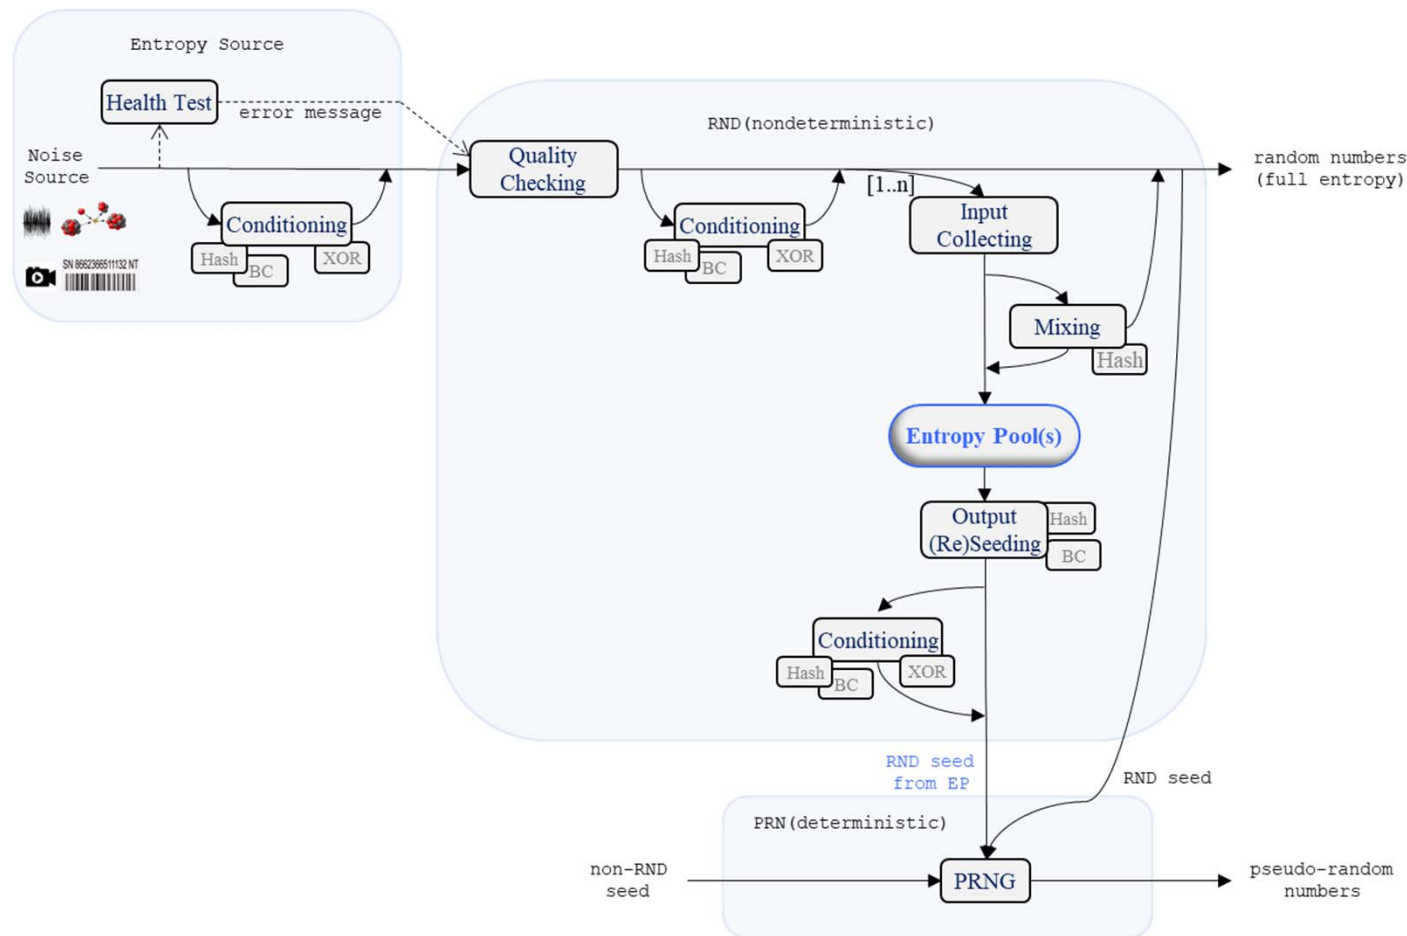 Entropy Source
Health Test
error message
Noise
Source
Conditioning
Hash
BC
XOR
SN 8662366511132 NT
RND(nondeterministic)
Quality
Checking
random numbers
(full entropy)
[1..n]
Conditioning
Hash
BC
XOR
Input
Collecting
Mixing
Hash
Entropy Pool(s)
Output
(Re)Seeding
Hash
BC
Conditioning
Hash
BC
XOR
RND seed
from EP
RND seed
PRN(deterministic)
non-RND
seed
PRNG
pseudo-random
numbers